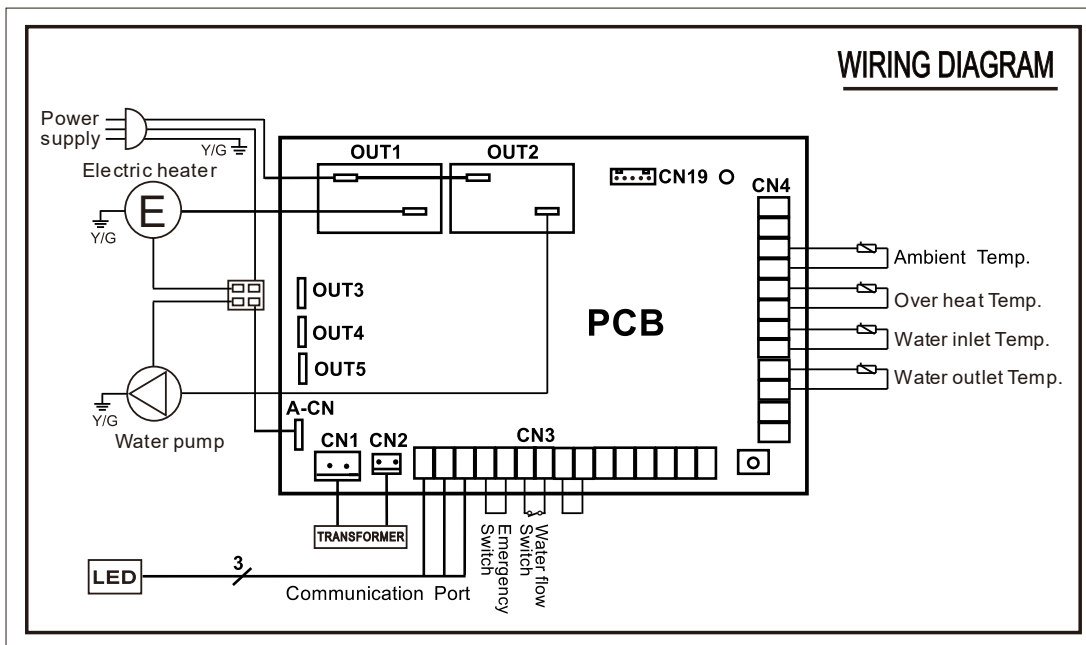 WIRING DIAGRAM
Power
supply
Y/G
Electric heater
E
Y/G
OUT1
OUT2
CN19
CN4
Ambient Temp.
Over heat Temp.
Water inlet Temp.
Water outlet Temp.
OUT3
OUT4
OUT5
PCB
Y/G
Water pump
A-CN
CN1
CN2
CN3
TRANSFORMER
LED
3
Communication Port
Emergency
Switch
Water flow
Switch